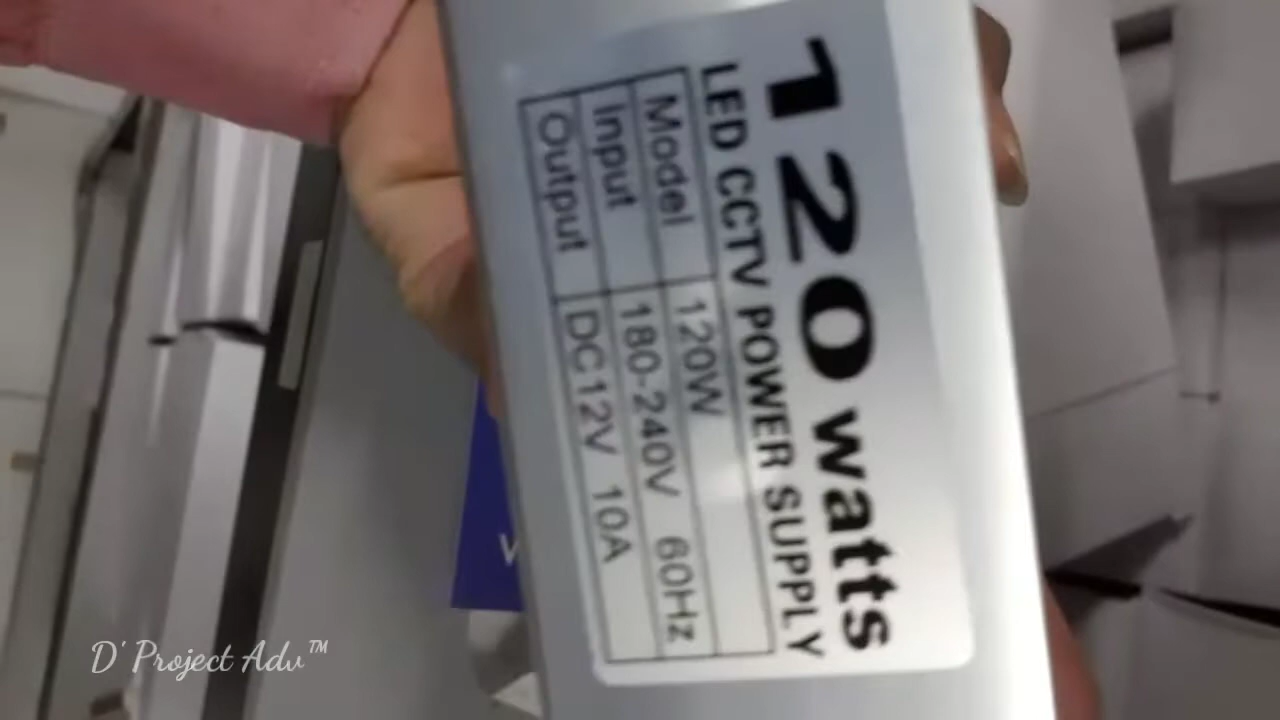 120 watts
LED CCTV POWER SUPPLY
Model 120W
Input 180-240V 60Hz
Output DC12V 10A
D' Project Adv™